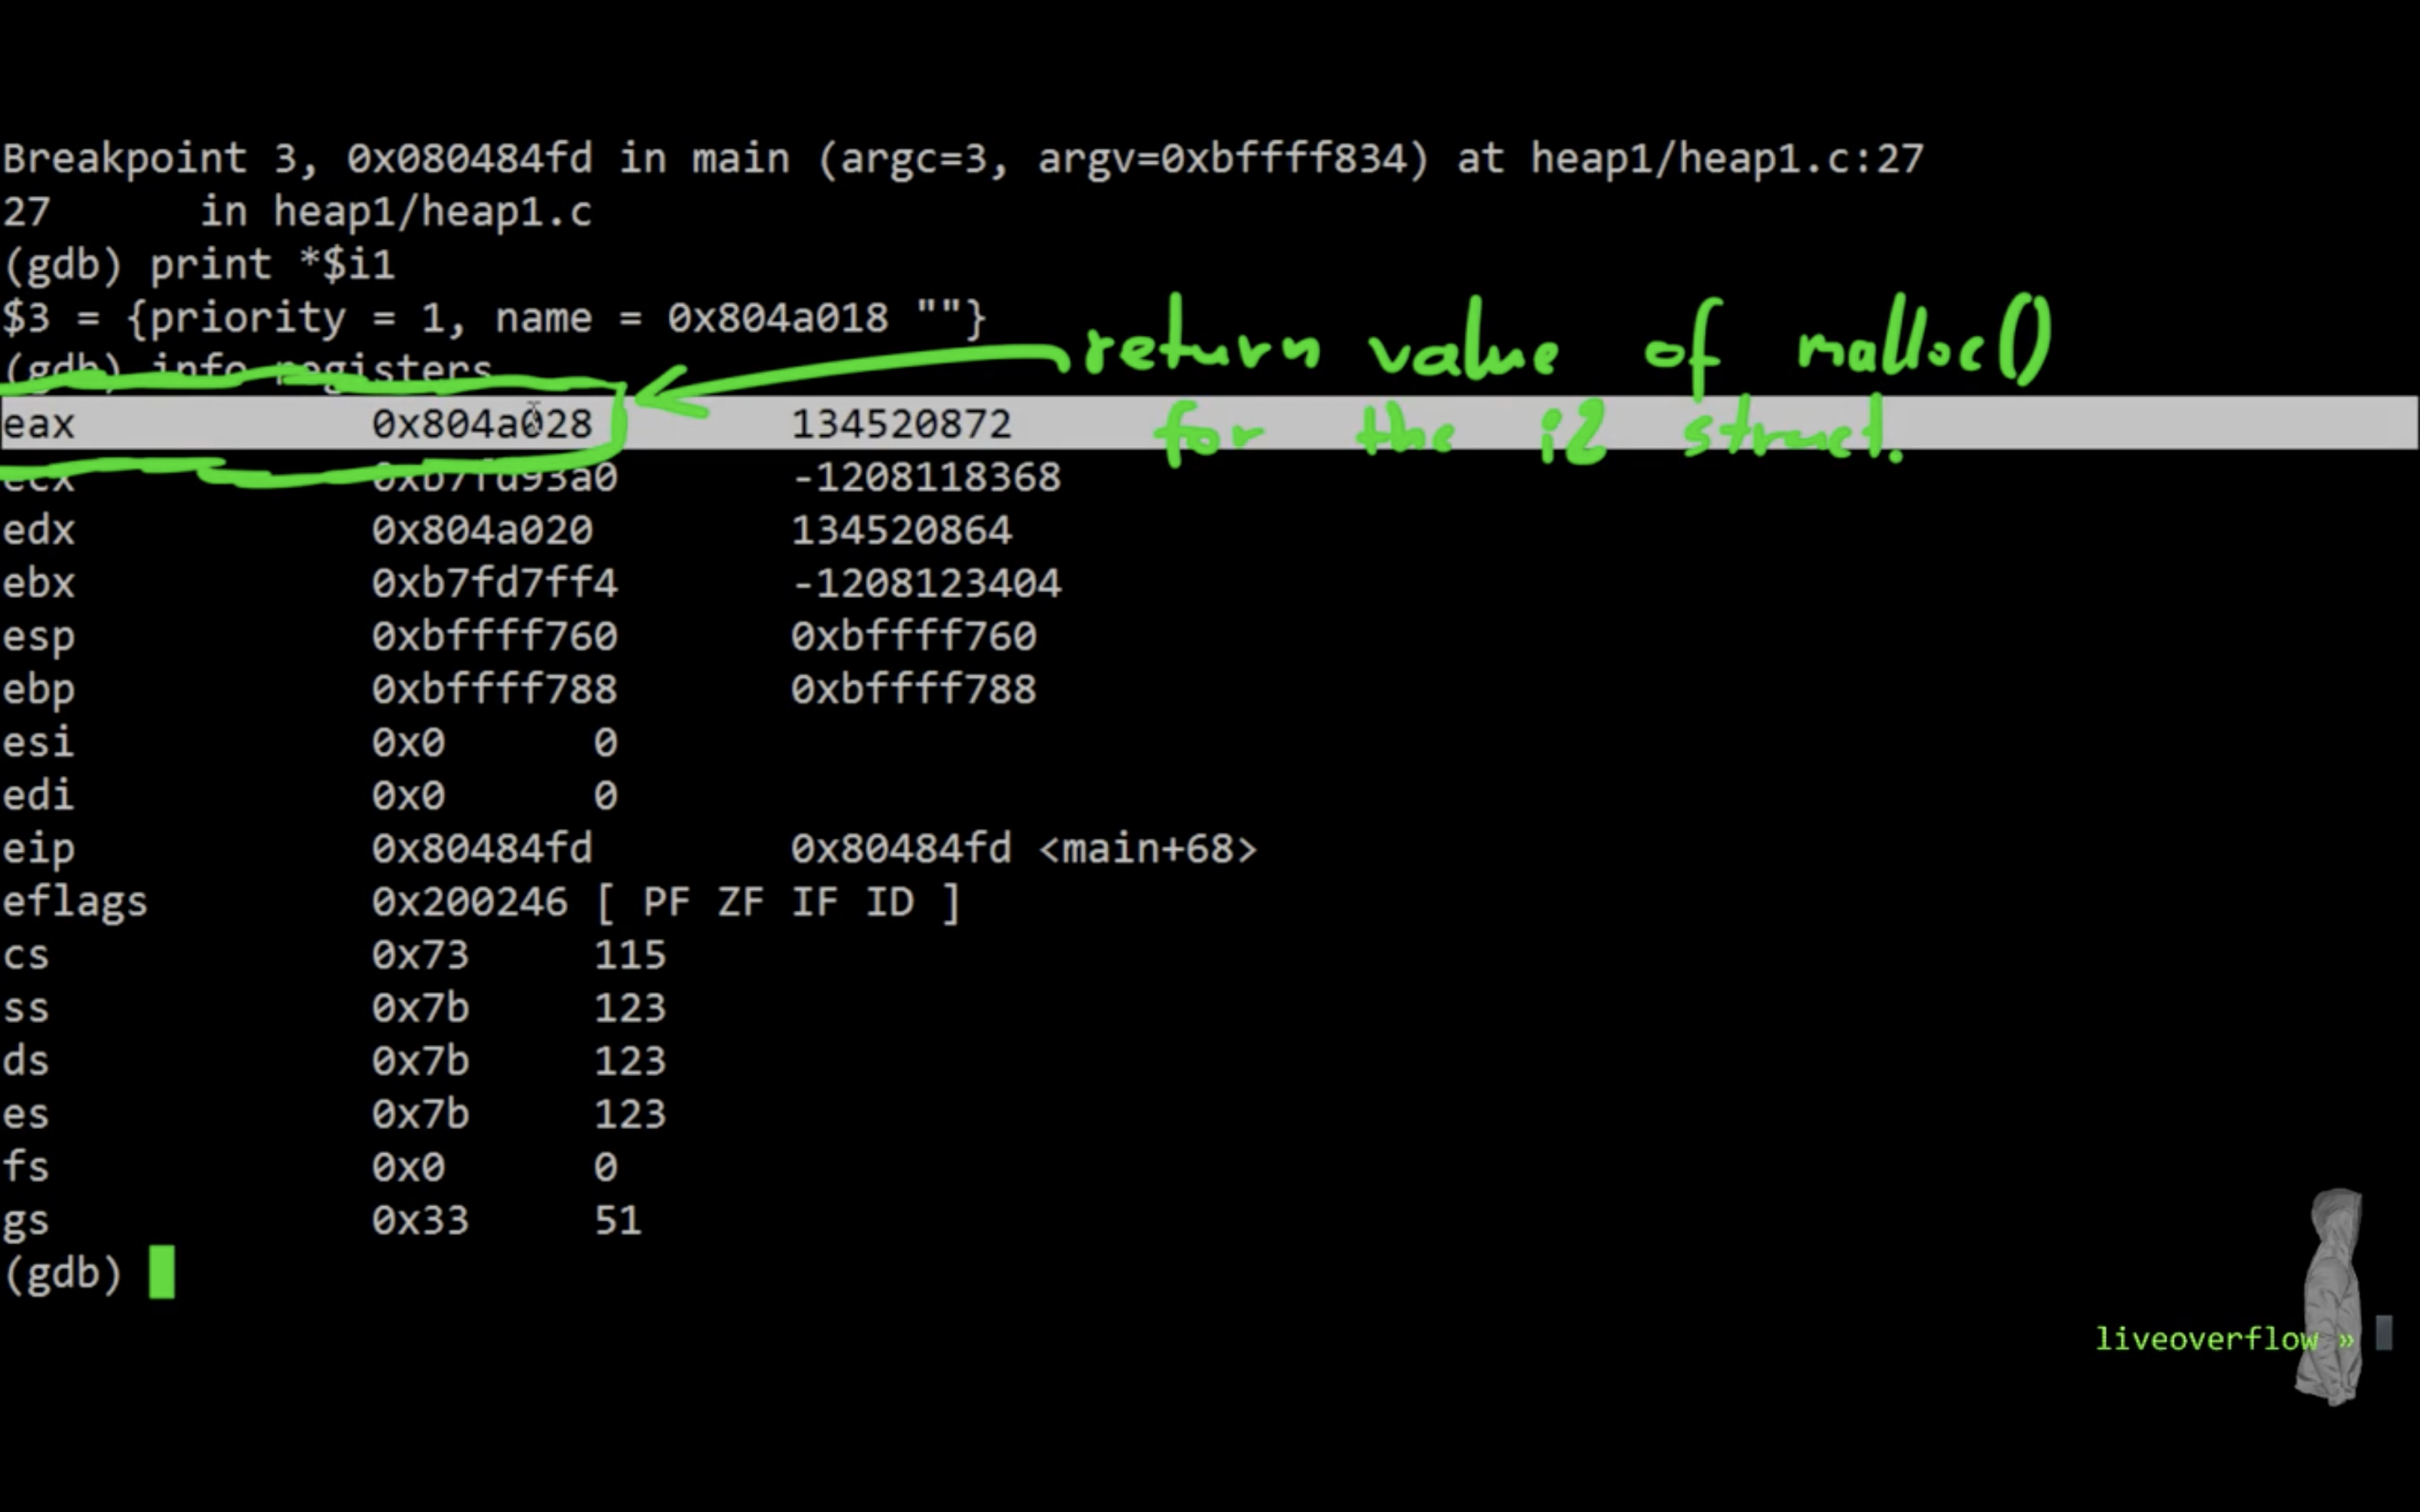 Breakpoint 3, 0x080484fd in main (argc=3, argv=0xbffff834) at heap1/heap1.c:27
27 in heap1/heap1.c
(gdb) print *$i1
$3 = {priority = 1, name = 0x804a018 ""}
return value of malloc()
(gdb) info registers
eax 0x804a028 134520872
for the i2 struct.
ecx 0xb7fd93a0 -1208118368
edx 0x804a020 134520864
ebx 0xb7fd7ff4 -1208123404
esp 0xbffff760 0xbffff760
ebp 0xbffff788 0xbffff788
esi 0x0 0
edi 0x0 0
eip 0x80484fd 0x80484fd <main+68>
eflags 0x200246 [ PF ZF IF ID ]
cs 0x73 115
ss 0x7b 123
ds 0x7b 123
es 0x7b 123
fs 0x0 0
gs 0x33 51
(gdb)
liveoverflow »